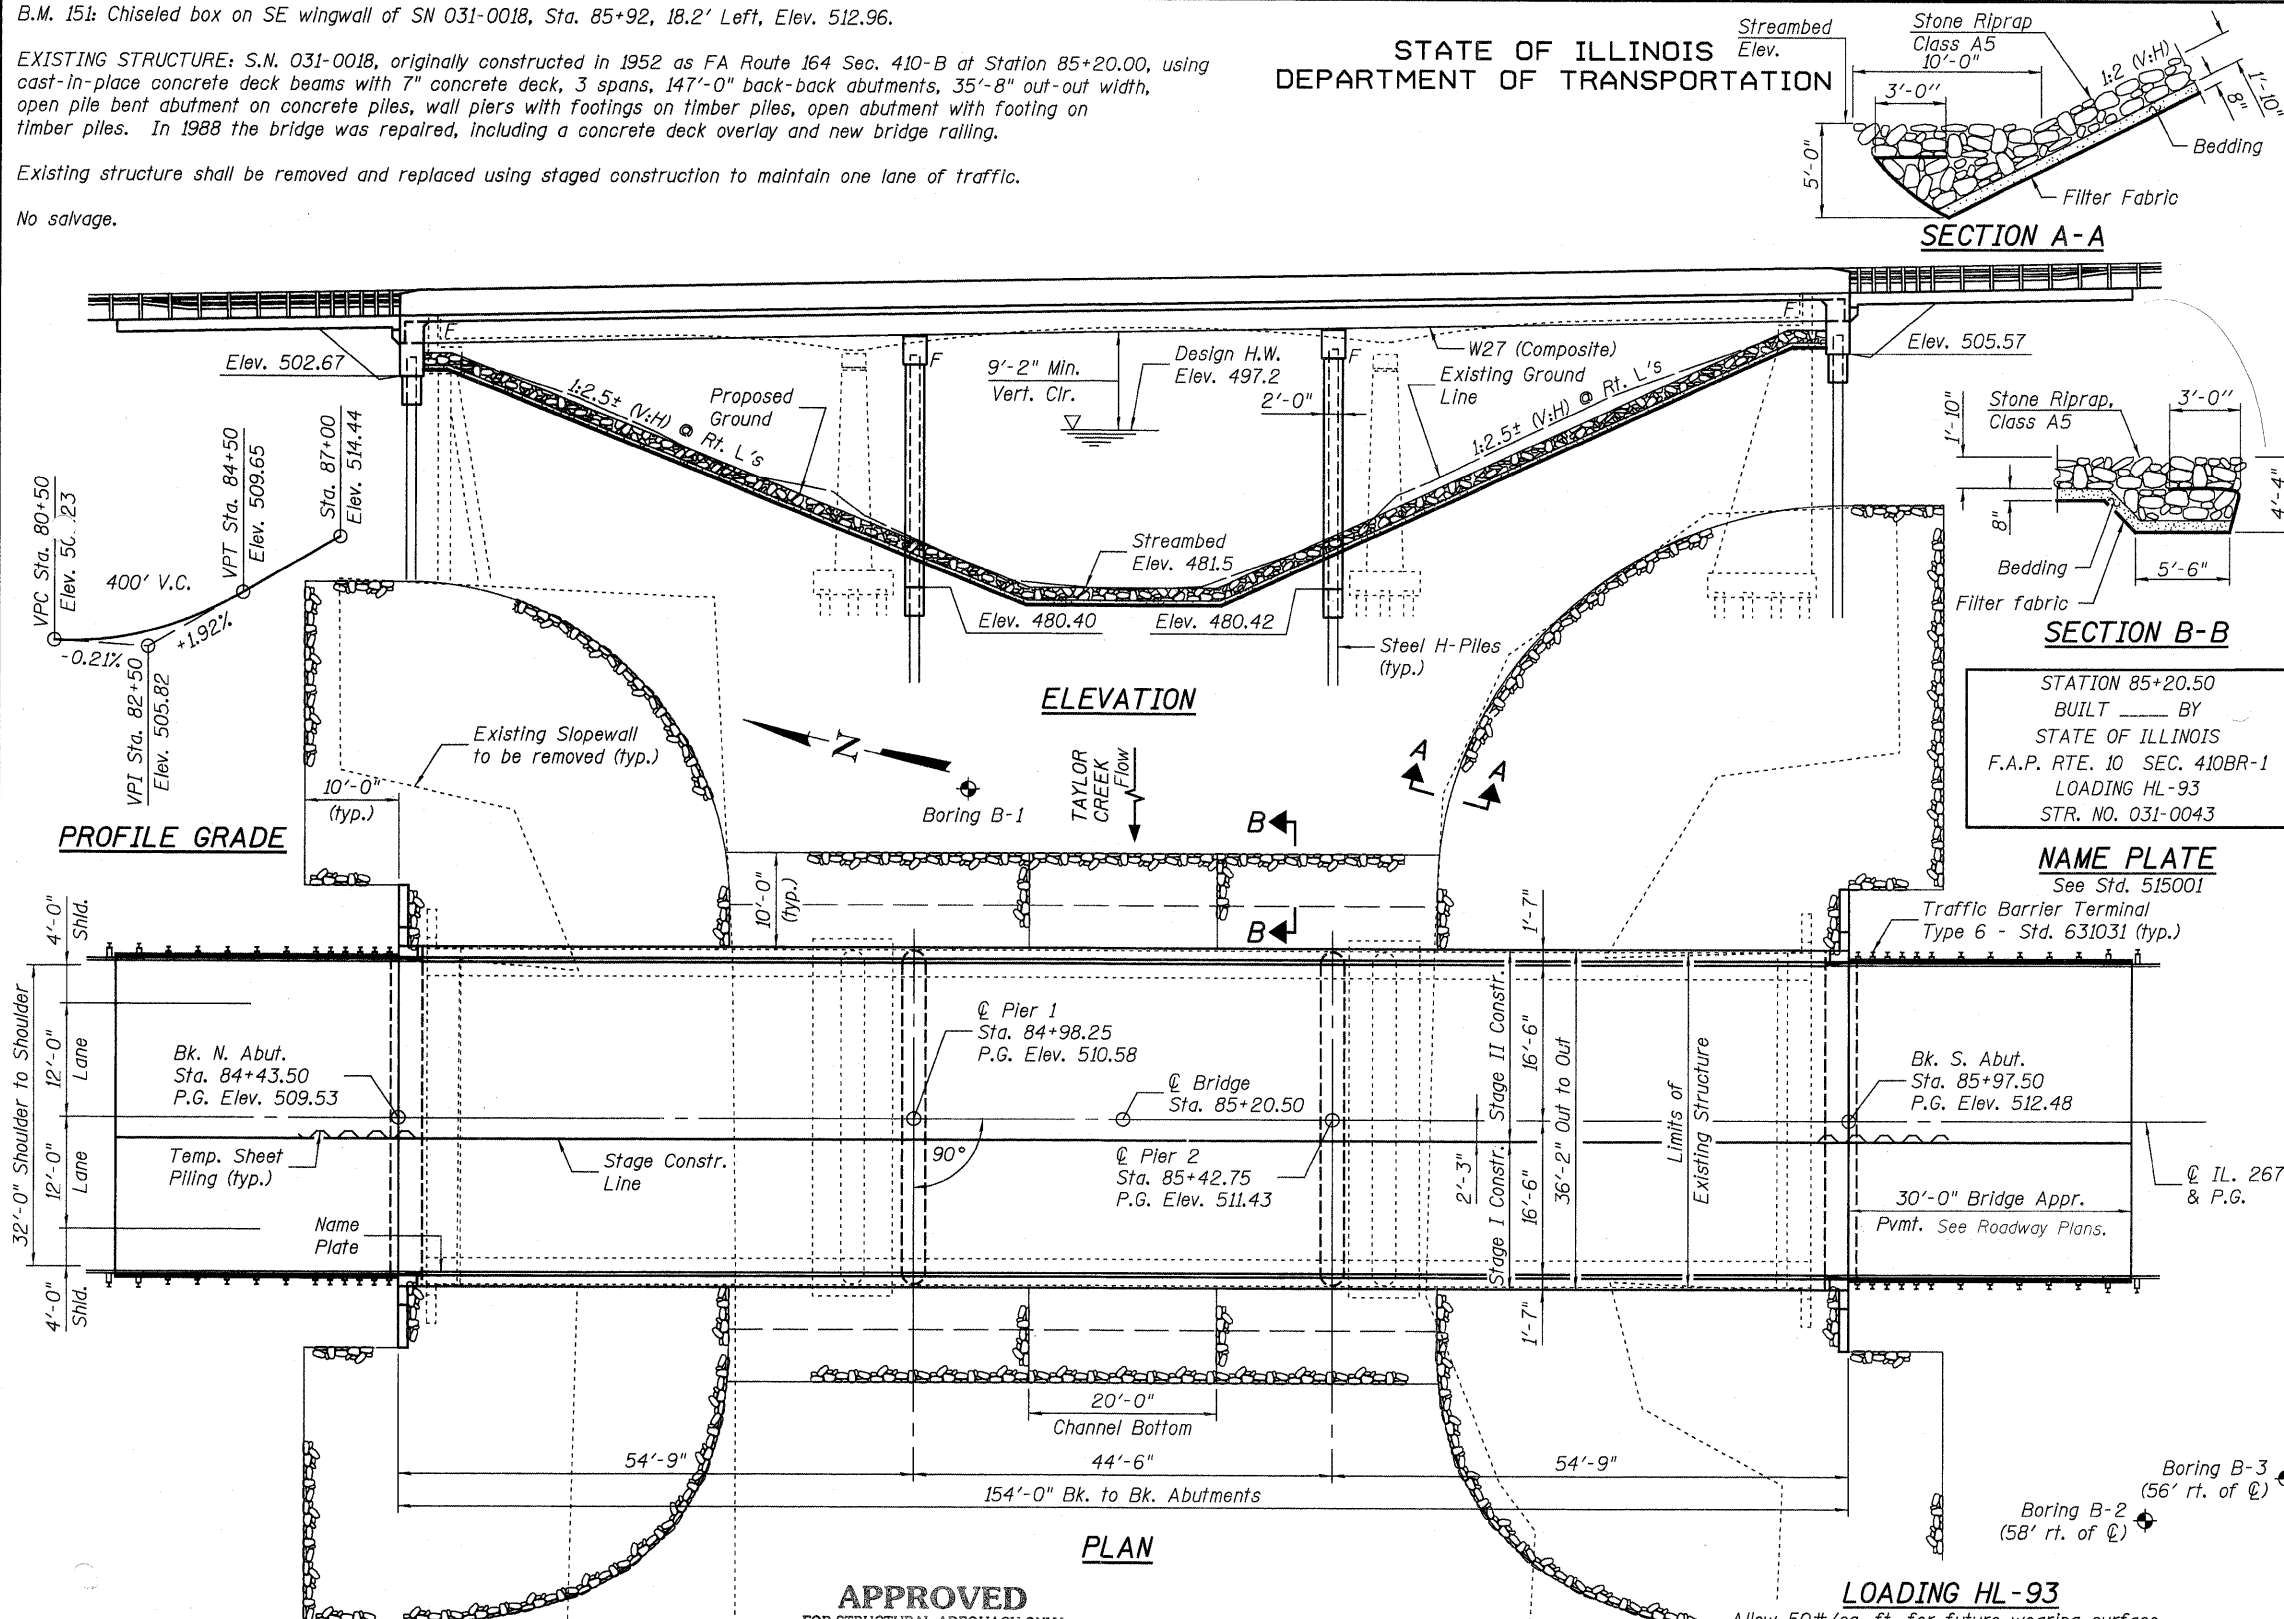 B.M. 151: Chiseled box on SE wingwall of SN 031-0018, Sta. 85+92, 18.2' Left, Elev. 512.96.
EXISTING STRUCTURE: S.N. 031-0018, originally constructed in 1952 as FA Route 164 Sec. 410-B at Station 85+20.00, using
cast-in-place concrete deck beams with 7" concrete deck, 3 spans, 147'-0" back-back abutments, 35'-8" out-out width,
open pile bent abutment on concrete piles, wall piers with footings on timber piles, open abutment with footing on
timber piles. In 1988 the bridge was repaired, including a concrete deck overlay and new bridge railing.
Existing structure shall be removed and replaced using staged construction to maintain one lane of traffic.
No salvage.
STATE OF ILLINOIS
DEPARTMENT OF TRANSPORTATION
Streambed
Elev.
Stone Riprap
Class A5
10'-0"
3'-0"
1:2 (V:H)
1'-10"
8"
5'-0"
Bedding
Filter Fabric
SECTION A-A
F
F
F
F
Elev. 502.67
1:2.5± (V:H) @ Rt. L's
Proposed
Ground
9'-2" Min.
Vert. Clr.
Design H.W.
Elev. 497.2
2'-0"
W27 (Composite)
Existing Ground
Line
1:2.5± (V:H) @ Rt. L's
Elev. 505.57
Streambed
Elev. 481.5
Elev. 480.40
Elev. 480.42
Steel H-Piles
(typ.)
ELEVATION
Stone Riprap,
Class A5
3'-0"
1'-10"
8"
4'-4"
Bedding
5'-6"
Filter fabric
SECTION B-B
VPC Sta. 80+50
.23
VPT Sta. 84+50
Elev. 509.65
Sta. 87+00
Elev. 514.44
400' V.C.
-0.21%
+1.92%
VPI Sta. 82+50
Elev. 505.82
PROFILE GRADE
STATION 85+20.50
BUILT ____ BY
STATE OF ILLINOIS
F.A.P. RTE. 10 SEC. 410BR-1
LOADING HL-93
STR. NO. 031-0043
NAME PLATE
See Std. 515001
Existing Slopewall
to be removed (typ.)
N
Boring B-1
TAYLOR
CREEK
Flow
A
A
B
B
10'-0"
(typ.)
10'-0"
(typ.)
1'-7"
Traffic Barrier Terminal
Type 6 - Std. 631031 (typ.)
4'-0"
Shld.
32'-0" Shoulder to Shoulder
12'-0"
Lane
12'-0"
Lane
4'-0"
Shld.
Bk. N. Abut.
Sta. 84+43.50
P.G. Elev. 509.53
Temp. Sheet
Piling (typ.)
Name
Plate
Stage Constr.
Line
℄ Pier 1
Sta. 84+98.25
P.G. Elev. 510.58
90°
℄ Bridge
Sta. 85+20.50
℄ Pier 2
Sta. 85+42.75
P.G. Elev. 511.43
2'-3"
Stage II Constr.
Stage I Constr.
16'-6"
16'-6"
36'-2" Out to Out
Limits of
Existing Structure
1'-7"
Bk. S. Abut.
Sta. 85+97.50
P.G. Elev. 512.48
30'-0" Bridge Appr.
Pvmt. See Roadway Plans.
℄ IL. 267
& P.G.
20'-0"
Channel Bottom
54'-9"
44'-6"
54'-9"
154'-0" Bk. to Bk. Abutments
PLAN
Boring B-3
(56' rt. of ℄)
Boring B-2
(58' rt. of ℄)
APPROVED
FOR STRUCTURAL ADEQUACY ONLY
LOADING HL-93
Allow 50#/sq. ft. for future wearing surface